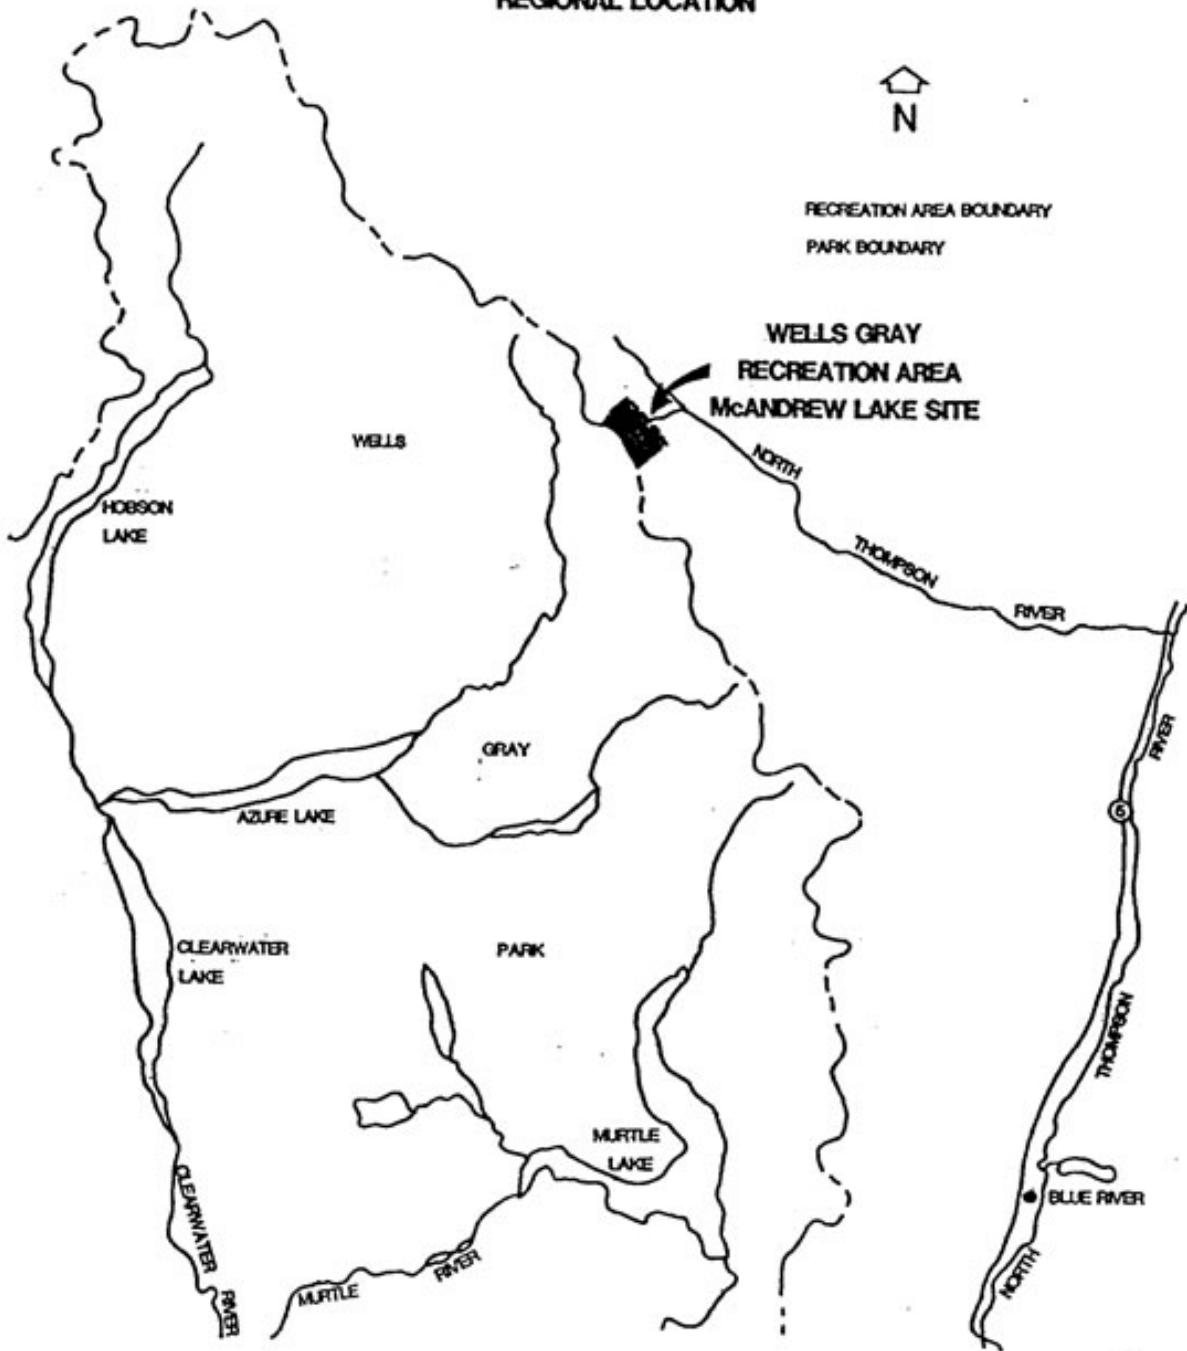 REGIONAL LOCATION
N
RECREATION AREA BOUNDARY
PARK BOUNDARY
WELLS GRAY
RECREATION AREA
McANDREW LAKE SITE
WELLS
NORTH
HOBSON
LAKE
THOMPSON
RIVER
RIVER
GRAY
5
AZURE LAKE
CLEARWATER
LAKE
PARK
THOMPSON
MURTLE
LAKE
BLUE RIVER
CLEARWATER
RIVER
MURTLE
RIVER
NORTH